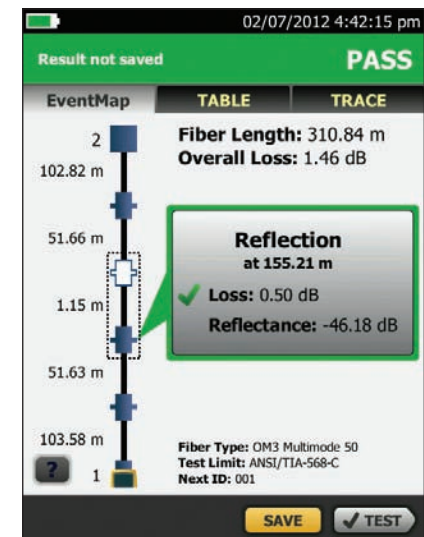 02/07/2012 4:42:15 pm
Result not saved PASS
EventMap TABLE TRACE
2
Fiber Length: 310.84 m
Overall Loss: 1.46 dB
102.82 m
51.66 m
Reflection
at 155.21 m
Loss: 0.50 dB
1.15 m
Reflectance: -46.18 dB
51.63 m
103.58 m
Fiber Type: OM3 Multimode 50
Test Limit: ANSI/TIA-568-C
Next ID: 001
?
1
SAVE TEST